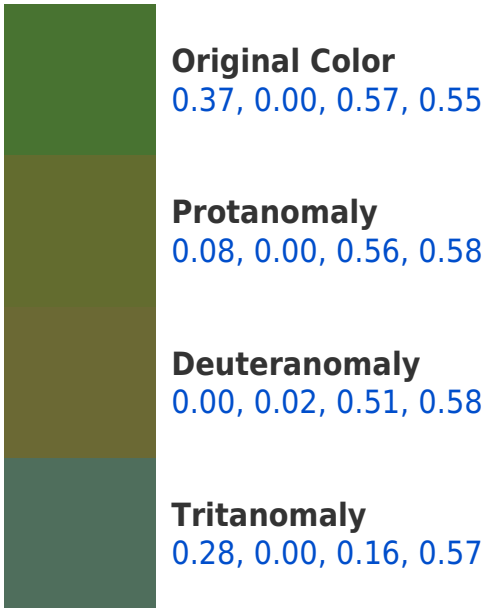 Original Color
0.37, 0.00, 0.57, 0.55
Protanomaly
0.08, 0.00, 0.56, 0.58
Deuteranomaly
0.00, 0.02, 0.51, 0.58
Tritanomaly
0.28, 0.00, 0.16, 0.57